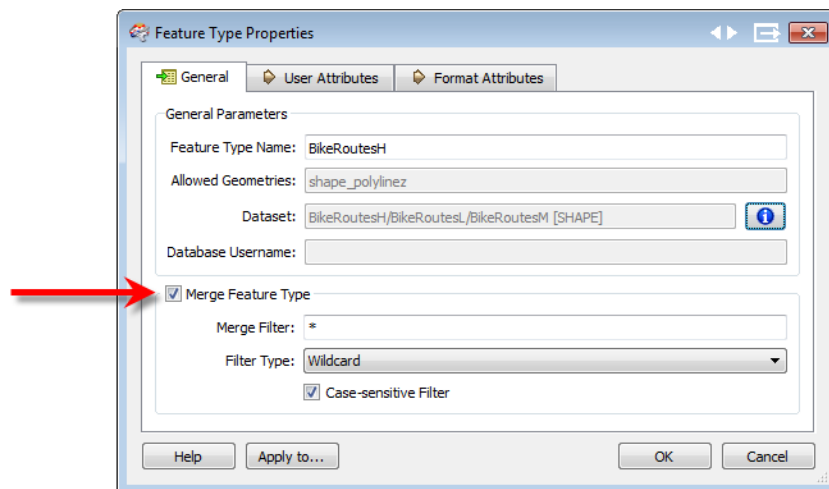 Feature Type Properties
General User Attributes Format Attributes
General Parameters
Feature Type Name: BikeRoutesH
Allowed Geometries: shape_polylinez
Dataset: BikeRoutesH/BikeRoutesL/BikeRoutesM [SHAPE]
Database Username:
Merge Feature Type
Merge Filter: *
Filter Type: Wildcard
Case-sensitive Filter
Help Apply to... OK Cancel